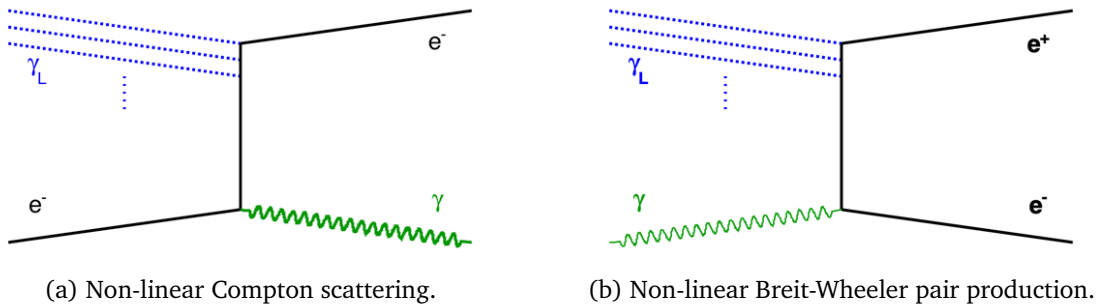 γL
e-
e-
γ
(a) Non-linear Compton scattering.
γL
e+
γ
e-
(b) Non-linear Breit-Wheeler pair production.